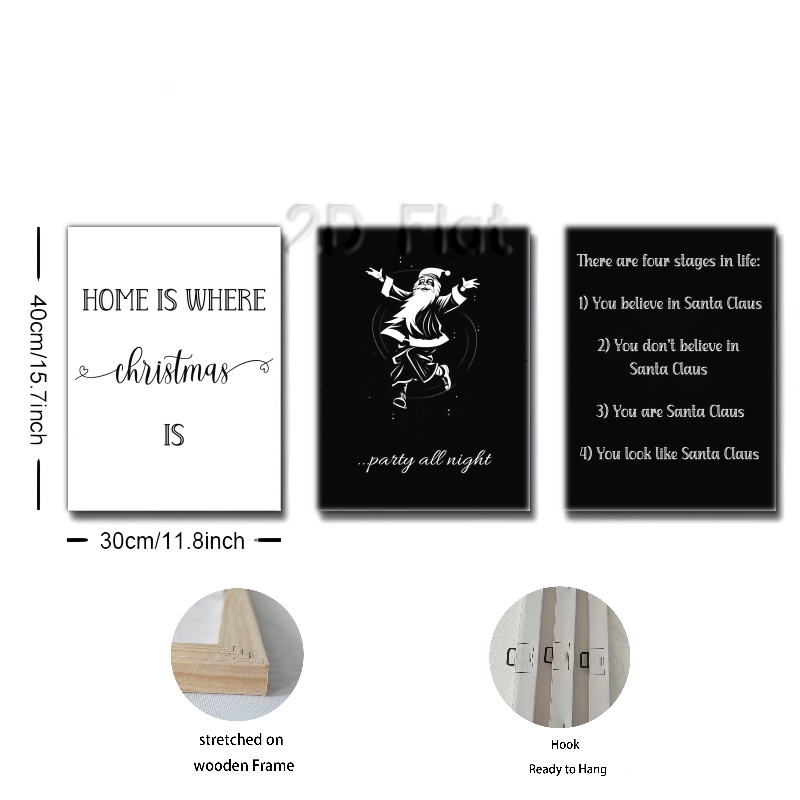 2D Flat
HOME IS WHERE
christmas
IS
...party all night
There are four stages in life:
1) You believe in Santa Claus
2) You don't believe in
Santa Claus
3) You are Santa Claus
4) You look like Santa Claus
40cm/15.7inch
30cm/11.8inch
stretched on
wooden Frame
Hook
Ready to Hang